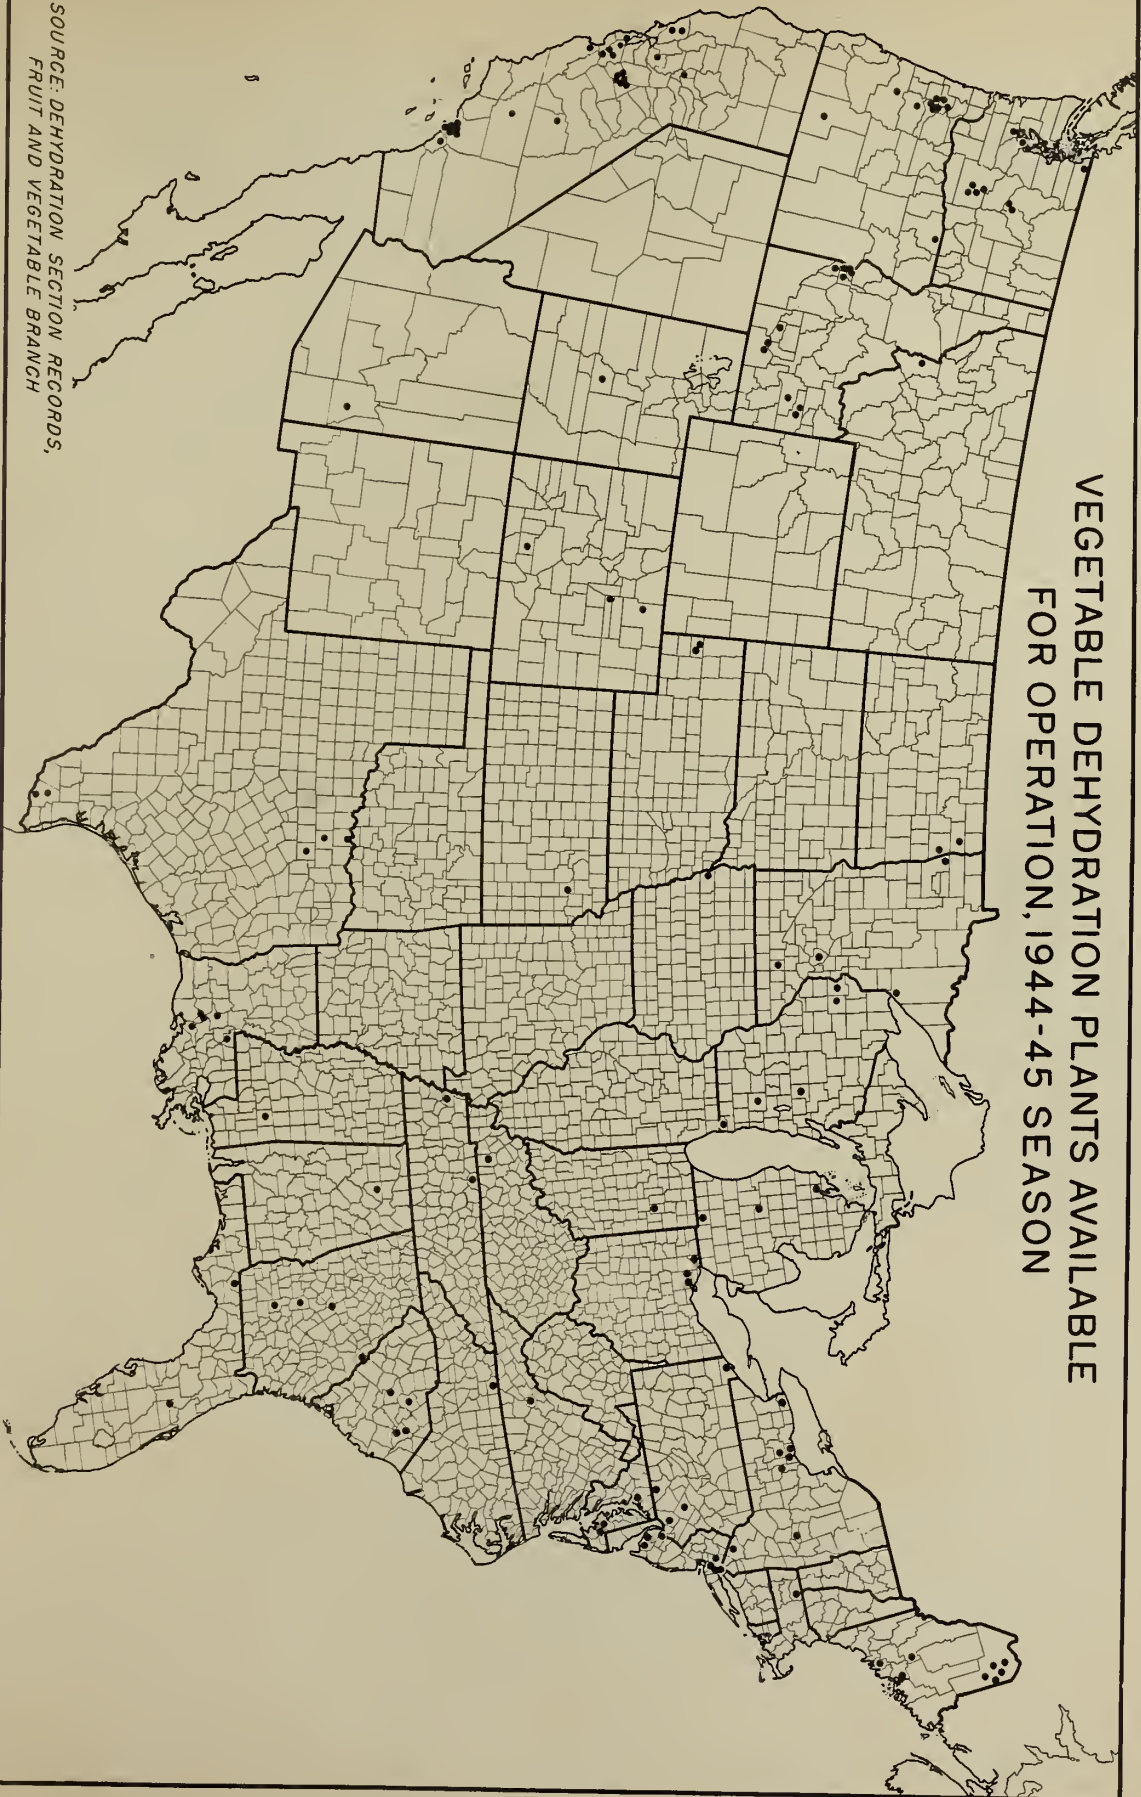 VEGETABLE DEHYDRATION PLANTS AVAILABLE
FOR OPERATION, 1944-45 SEASON
SOURCE: DEHYDRATION SECTION RECORDS,
FRUIT AND VEGETABLE BRANCH